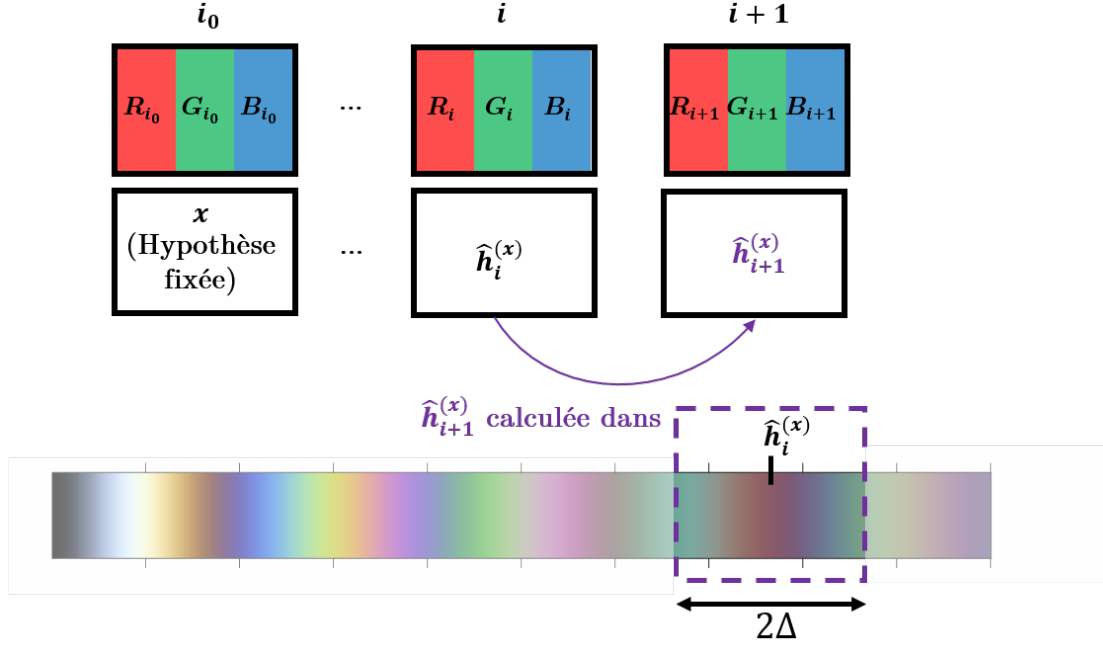 i₀ i i + 1
R_{i₀} G_{i₀} B_{i₀} ... R_i G_i B_i R_{i+1} G_{i+1} B_{i+1}
x
(Hypothèse
fixée)
... ĥ_i^{(x)} ĥ_{i+1}^{(x)}
ĥ_{i+1}^{(x)} calculée dans
ĥ_i^{(x)}
2Δ